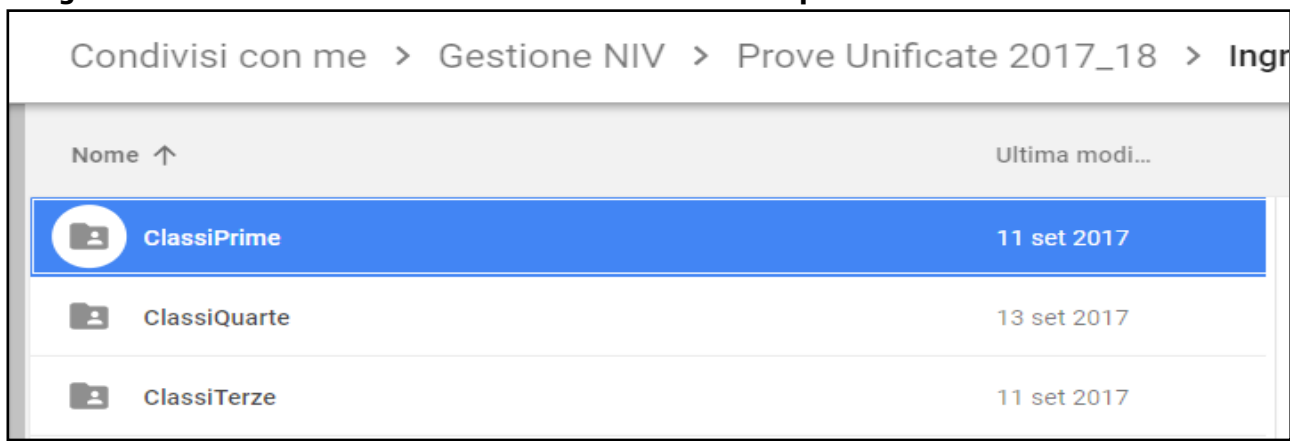 Condivisi con me > Gestione NIV > Prove Unificate 2017_18 > Ingr
Nome ↑ Ultima modi...
ClassiPrime 11 set 2017
ClassiQuarte 13 set 2017
ClassiTerze 11 set 2017